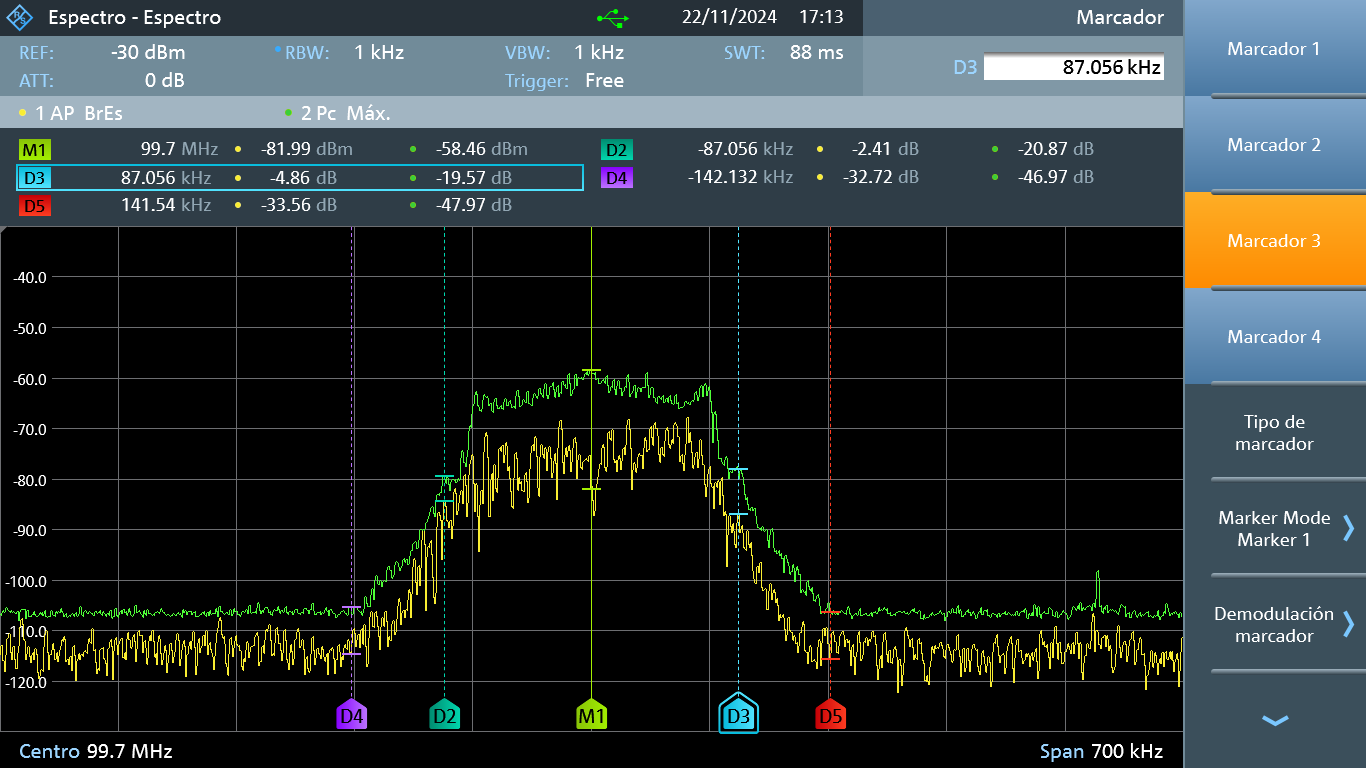 Espectro - Espectro 22/11/2024 17:13 Marcador
REF: -30 dBm RBW: 1 kHz VBW: 1 kHz SWT: 88 ms
ATT: 0 dB Trigger: Free
D3 87.056 kHz
1 AP BrEs 2 Pc Máx.
M1 99.7 MHz -81.99 dBm -58.46 dBm D2 -87.056 kHz -2.41 dB -20.87 dB
D3 87.056 kHz -4.86 dB -19.57 dB D4 -142.132 kHz -32.72 dB -46.97 dB
D5 141.54 kHz -33.56 dB -47.97 dB
-40.0
-50.0
-60.0
-70.0
-80.0
-90.0
-100.0
-110.0
-120.0
D4 D2 M1 D3 D5
Centro 99.7 MHz Span 700 kHz
Marcador 1
Marcador 2
Marcador 3
Marcador 4
Tipo de
marcador
Marker Mode
Marker 1
Demodulación
marcador